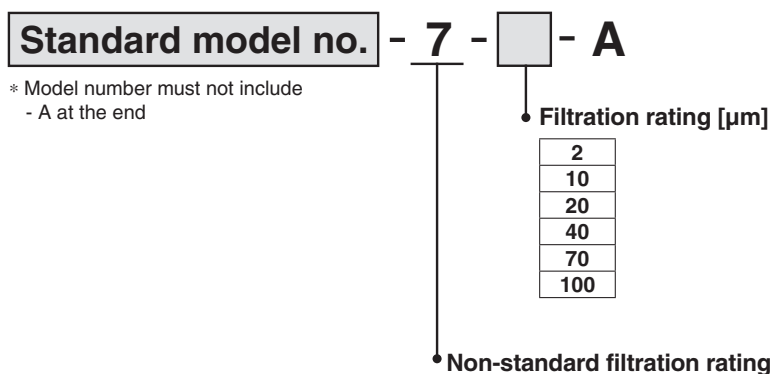 Standard model no. - 7 - - A
* Model number must not include
- A at the end
Filtration rating [μm]
2
10
20
40
70
100
Non-standard filtration rating